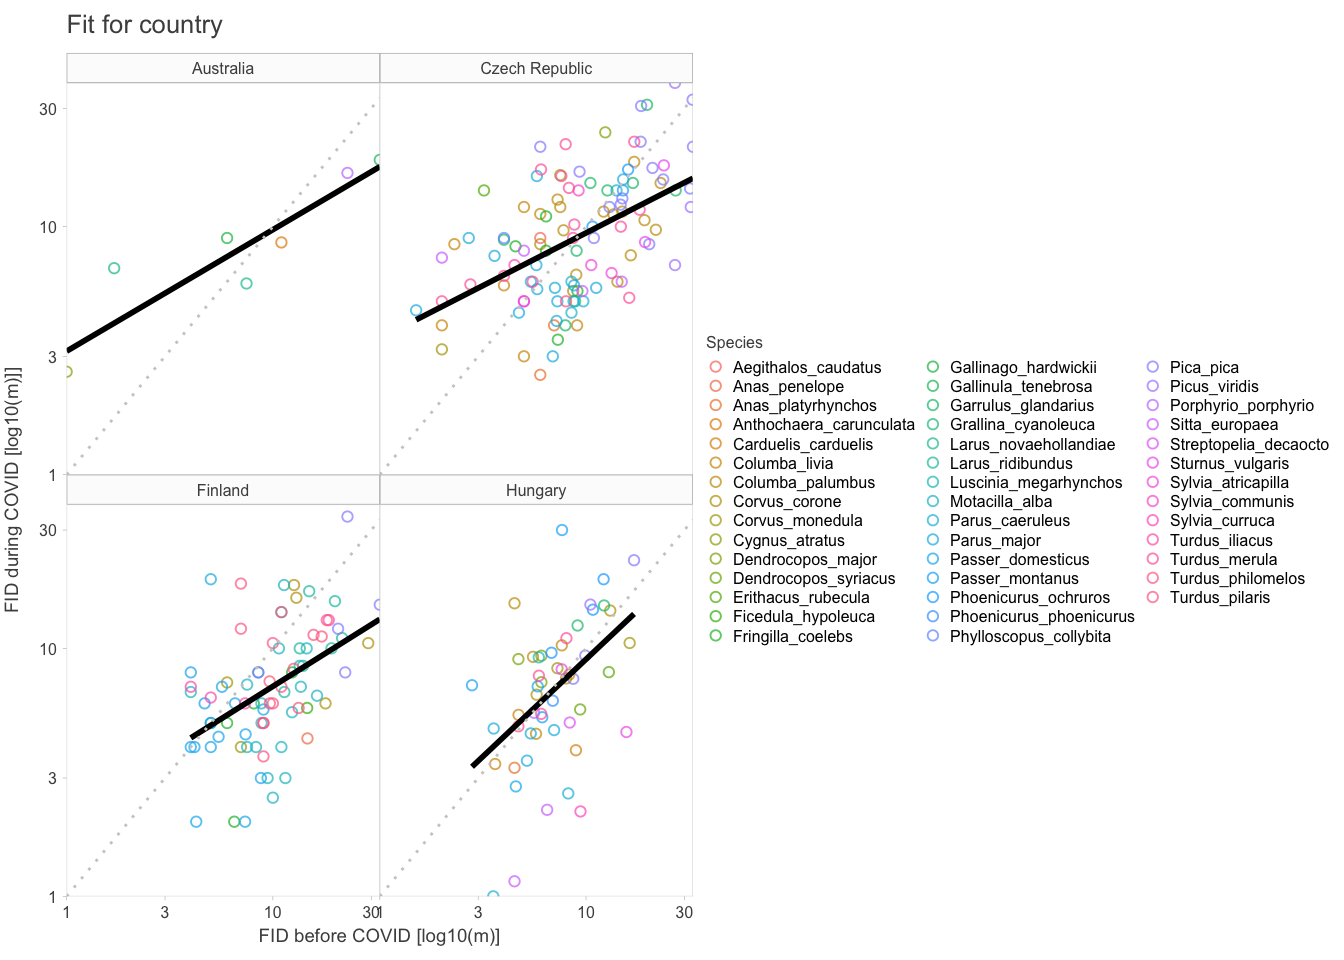 Fit for country
Australia
Czech Republic
30
10
3
1
Finland
Hungary
30
10
3
1
1
3
10
30
1
3
10
30
FID before COVID [log10(m)]
FID during COVID [log10(m)]]
Species
Aegithalos_caudatus
Anas_penelope
Anas_platyrhynchos
Anthochaera_carunculata
Carduelis_carduelis
Columba_livia
Columba_palumbus
Corvus_corone
Corvus_monedula
Cygnus_atratus
Dendrocopos_major
Dendrocopos_syriacus
Erithacus_rubecula
Ficedula_hypoleuca
Fringilla_coelebs
Gallinago_hardwickii
Gallinula_tenebrosa
Garrulus_glandarius
Grallina_cyanoleuca
Larus_novaehollandiae
Larus_ridibundus
Luscinia_megarhynchos
Motacilla_alba
Parus_caeruleus
Parus_major
Passer_domesticus
Passer_montanus
Phoenicurus_ochruros
Phoenicurus_phoenicurus
Phylloscopus_collybita
Pica_pica
Picus_viridis
Porphyrio_porphyrio
Sitta_europaea
Streptopelia_decaocto
Sturnus_vulgaris
Sylvia_atricapilla
Sylvia_communis
Sylvia_curruca
Turdus_iliacus
Turdus_merula
Turdus_philomelos
Turdus_pilaris